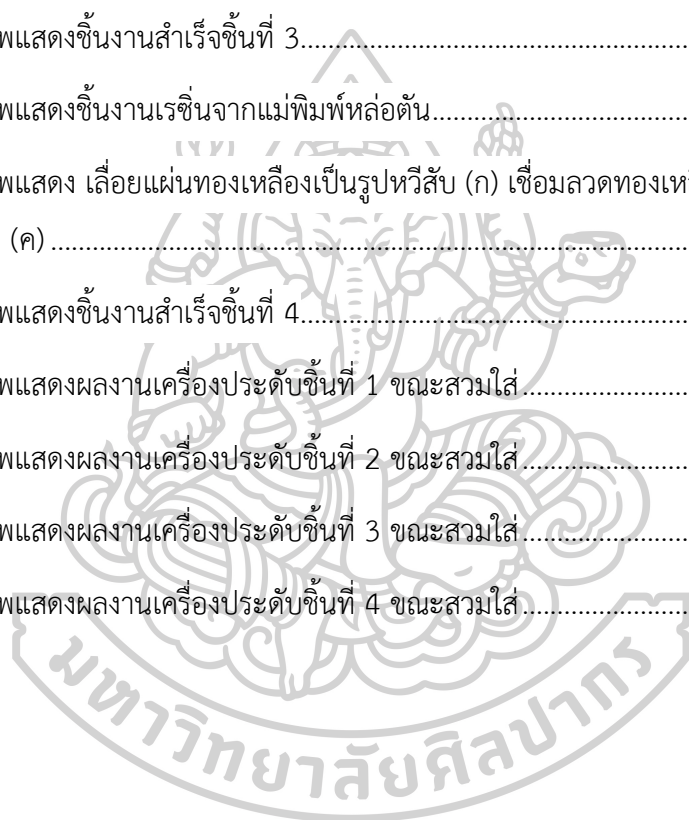 พแสดงชิ้นงานสำเร็จชิ้นที่ 3
พแสดงชิ้นงานเรซิ่นจากแม่พิมพ์หล่อตัน
พแสดง เลื่อยแผ่นทองเหลืองเป็นรูปหวีสับ (ก) เชื่อมลวดทองเห
(ค)
พแสดงชิ้นงานสำเร็จชิ้นที่ 4
พแสดงผลงานเครื่องประดับชิ้นที่ 1 ขณะสวมใส่
พแสดงผลงานเครื่องประดับชิ้นที่ 2 ขณะสวมใส่
พแสดงผลงานเครื่องประดับชิ้นที่ 3 ขณะสวมใส่
พแสดงผลงานเครื่องประดับชิ้นที่ 4 ขณะสวมใส่
มหาวิทยาลัยศิลปากร